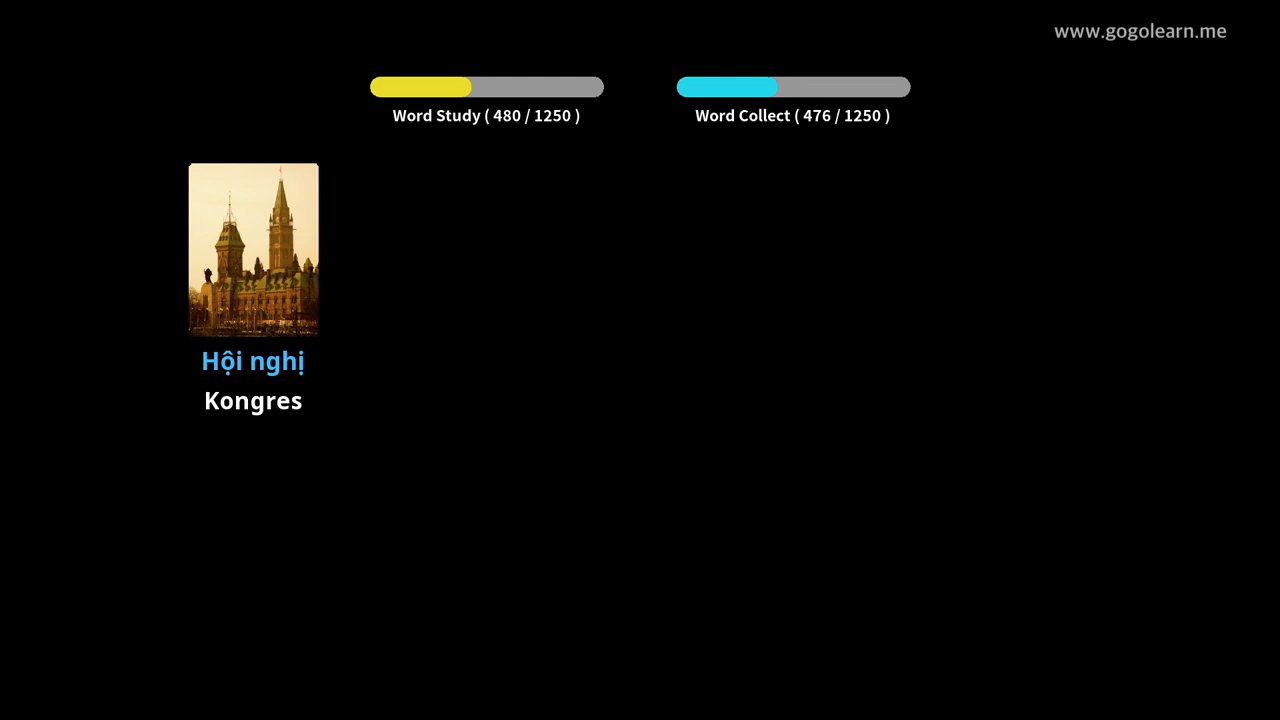 www.gogolearn.me
Word Study ( 480 / 1250 )
Word Collect ( 476 / 1250 )
Hội nghị
Kongres